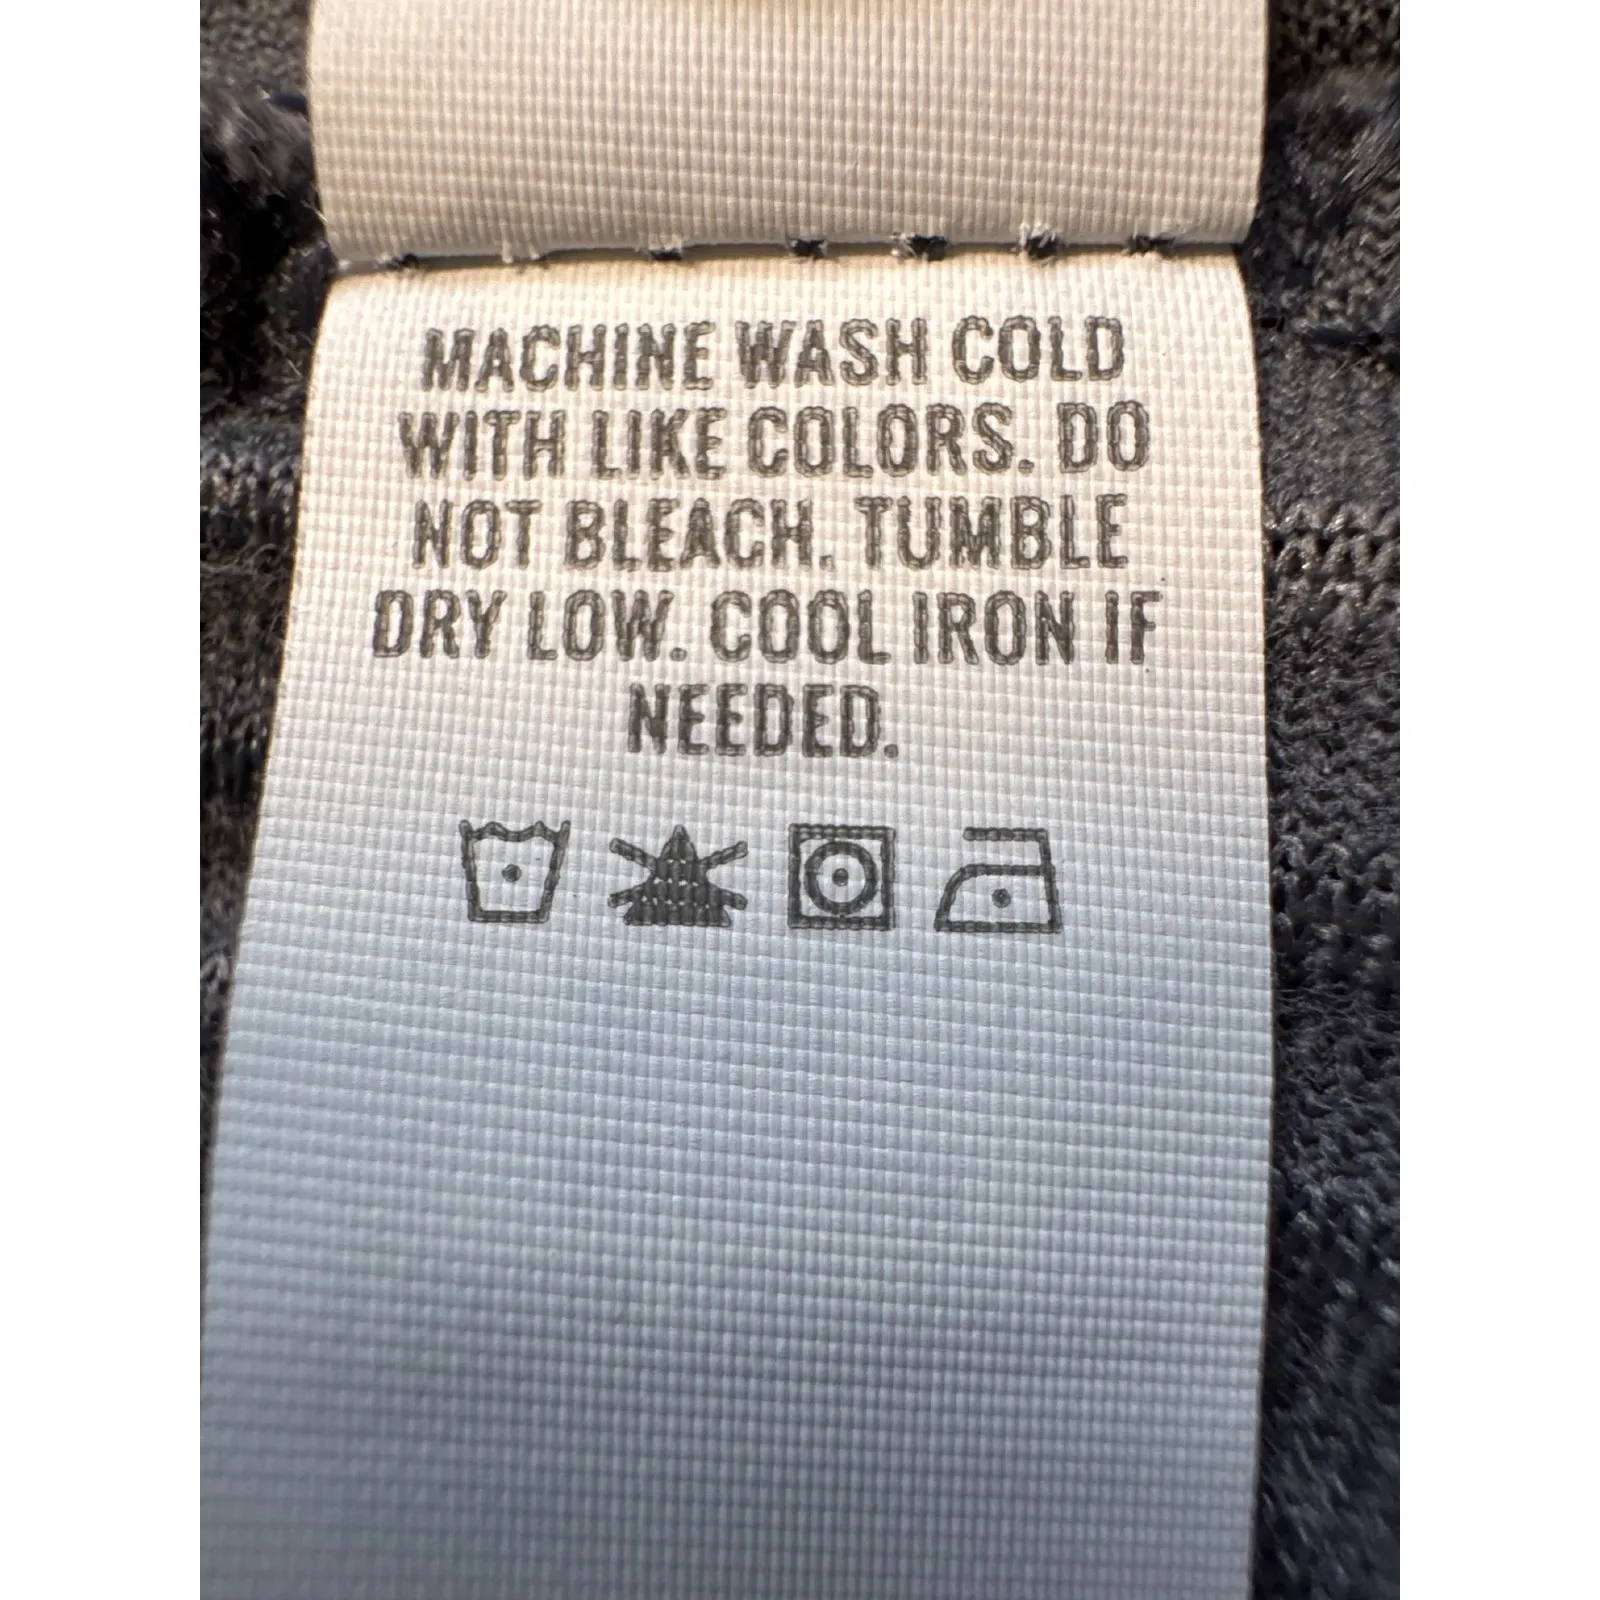 MACHINE WASH COLD
WITH LIKE COLORS. DO
NOT BLEACH. TUMBLE
DRY LOW. COOL IRON IF
NEEDED.